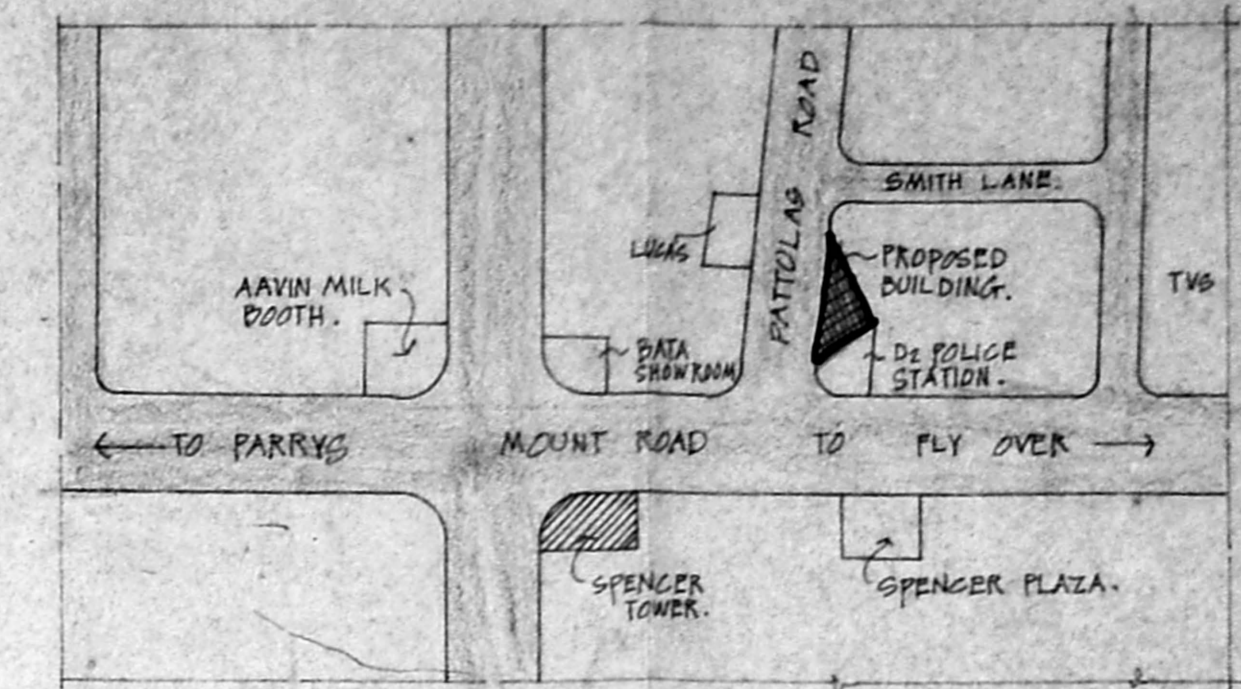 PATTOLAS ROAD
SMITH LANE.
LUCAS
PROPOSED
BUILDING.
TVS
AAVIN MILK
BOOTH.
BATA
SHOWROOM
D2 POLICE
STATION.
← TO PARRYS
MOUNT ROAD
TO FLY OVER →
SPENCER
TOWER.
SPENCER PLAZA.